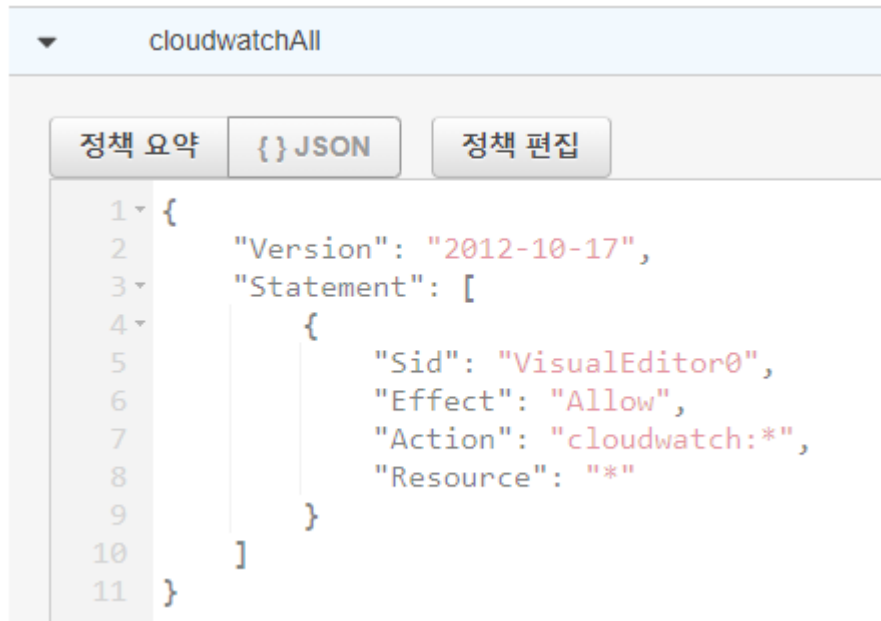 cloudwatchAll
정책 요약 { } JSON 정책 편집
1 {
2 "Version": "2012-10-17",
3 "Statement": [
4 {
5 "Sid": "VisualEditor0",
6 "Effect": "Allow",
7 "Action": "cloudwatch:*",
8 "Resource": "*"
9 }
10 ]
11 }